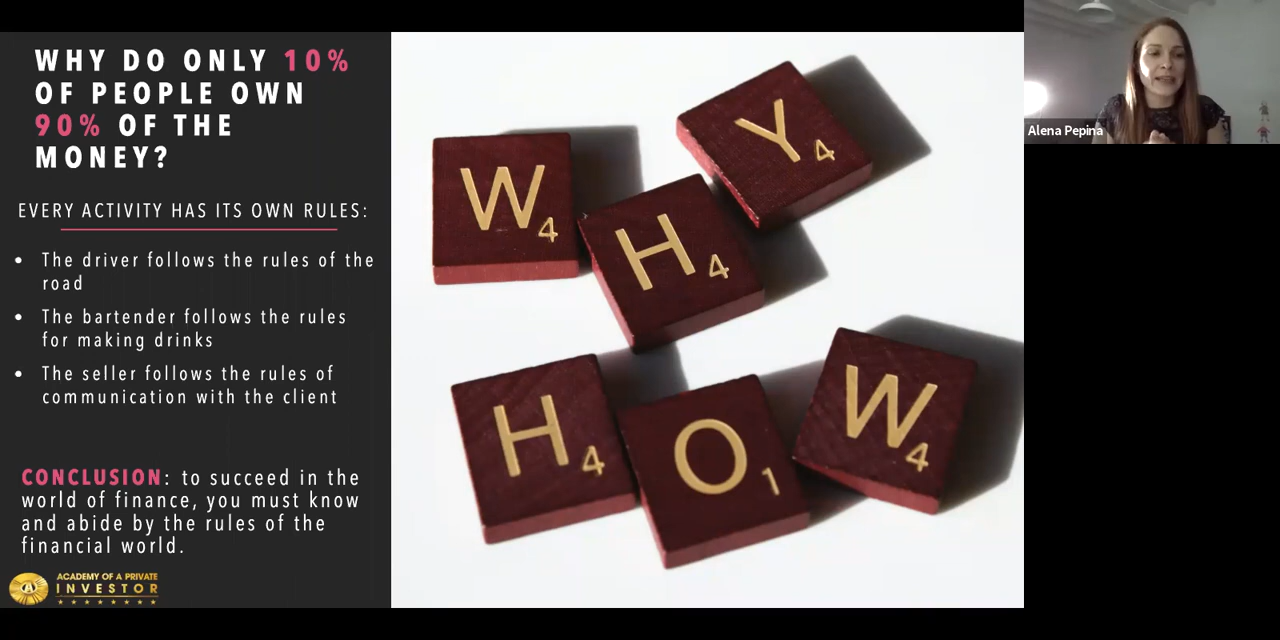 WHY DO ONLY 10%
OF PEOPLE OWN
90% OF THE
MONEY?
EVERY ACTIVITY HAS ITS OWN RULES:
• The driver follows the rules of the
road
• The bartender follows the rules
for making drinks
• The seller follows the rules of
communication with the client
CONCLUSION: to succeed in the
world of finance, you must know
and abide by the rules of the
financial world.
ACADEMY OF A PRIVATE
INVESTOR
W4 H4 Y4
H4 O1 W4
Alena Pepina